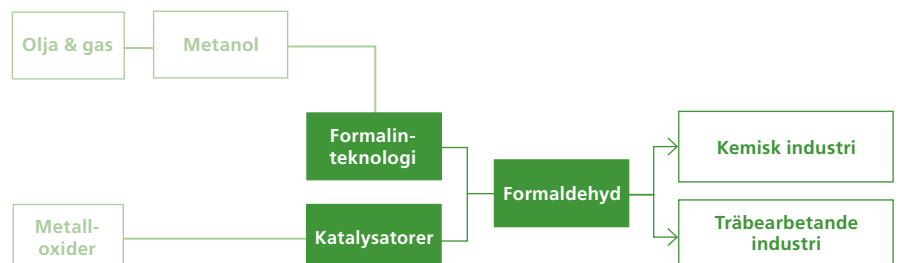 Olja & gas
Metanol
Formalin-
teknologi
Kemisk industri
Formaldehyd
Metall-
oxider
Katalysatorer
Träbearbetande
industri